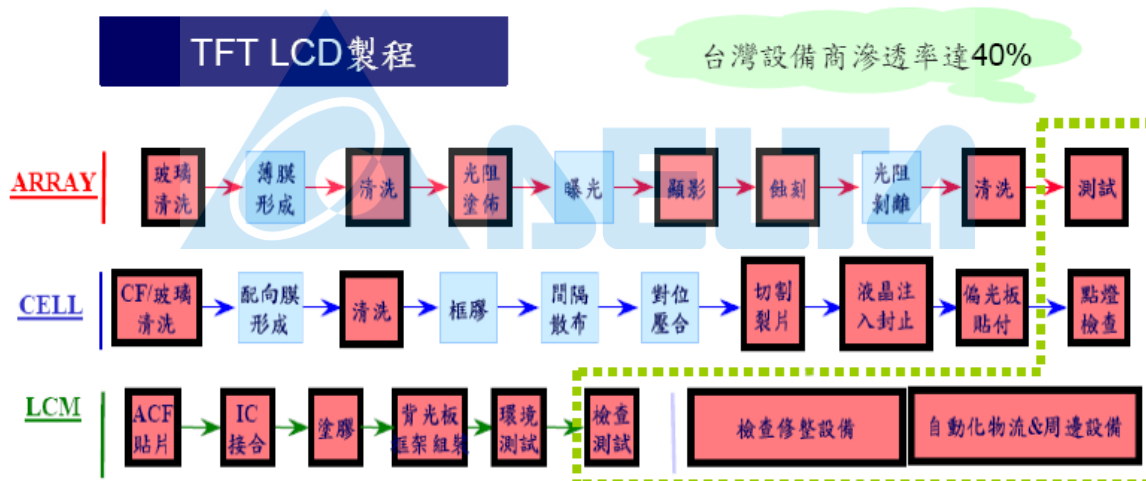 TFT LCD製程
台灣設備商滲透率達40%
ARRAY
玻璃
清洗
薄膜
形成
清洗
光阻
塗佈
曝光
顯影
蝕刻
光阻
剝離
清洗
測試
DELTA
CELL
CF/玻璃
清洗
配向膜
形成
清洗
框膠
間隔
散布
對位
壓合
切割
裂片
液晶注
入封止
偏光板
貼付
點燈
檢查
LCM
ACF
貼片
IC
接合
塗膠
背光板
框架組裝
環境
測試
檢查
測試
檢查修整設備
自動化物流&周邊設備